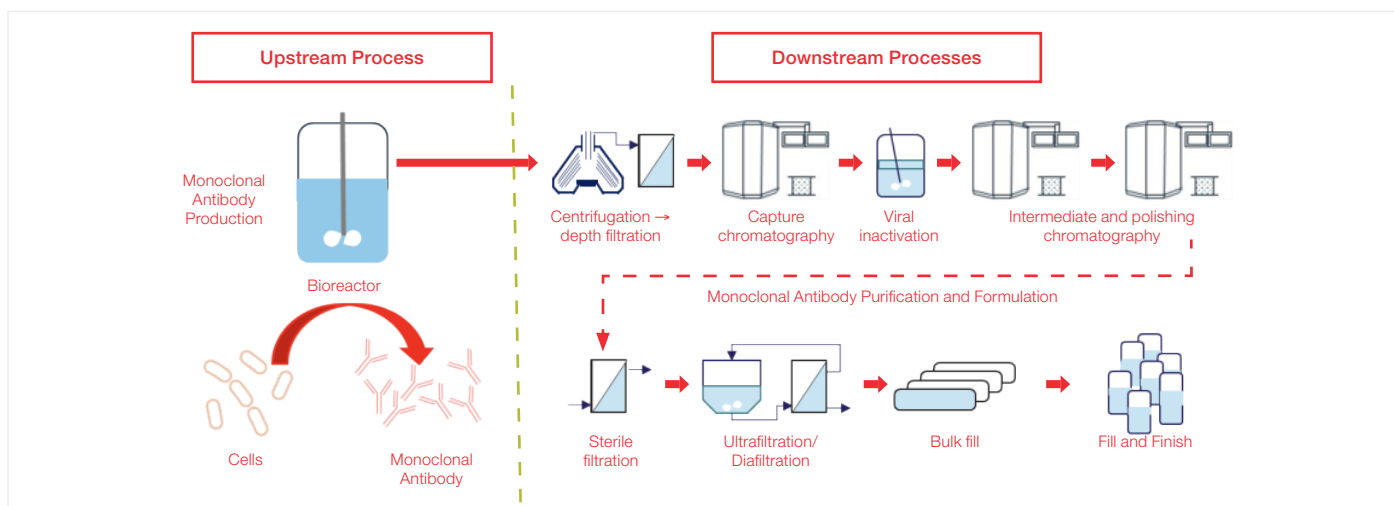 Upstream Process
Downstream Processes
Monoclonal
Antibody
Production
Bioreactor
Cells
Monoclonal
Antibody
Centrifugation →
depth filtration
Capture
chromatography
Viral
inactivation
Intermediate and polishing
chromatography
Monoclonal Antibody Purification and Formulation
Sterile
filtration
Ultrafiltration/
Diafiltration
Bulk fill
Fill and Finish